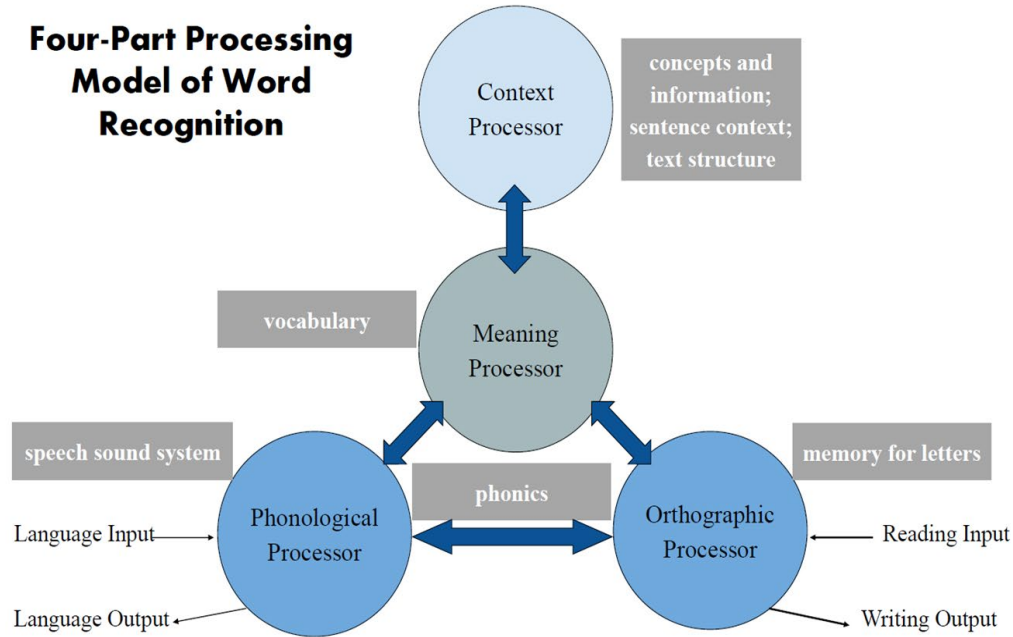 Four-Part Processing
Model of Word
Recognition
Context
Processor
concepts and
information;
sentence context;
text structure
vocabulary
Meaning
Processor
speech sound system
memory for letters
phonics
Phonological
Processor
Orthographic
Processor
Language Input
Reading Input
Language Output
Writing Output